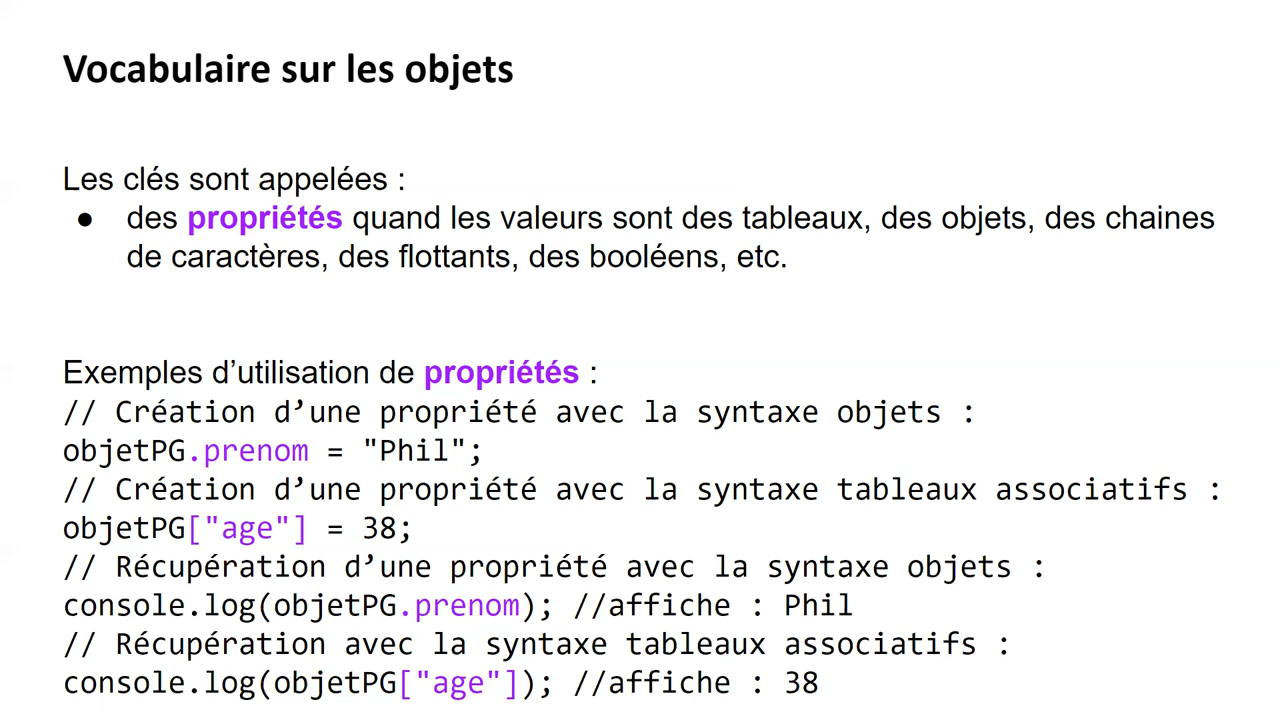 Vocabulaire sur les objets
Les clés sont appelées :
● des propriétés quand les valeurs sont des tableaux, des objets, des chaines
de caractères, des flottants, des booléens, etc.
Exemples d’utilisation de propriétés :
// Création d’une propriété avec la syntaxe objets :
objetPG.prenom = "Phil";
// Création d’une propriété avec la syntaxe tableaux associatifs :
objetPG["age"] = 38;
// Récupération d’une propriété avec la syntaxe objets :
console.log(objetPG.prenom); //affiche : Phil
// Récupération avec la syntaxe tableaux associatifs :
console.log(objetPG["age"]); //affiche : 38